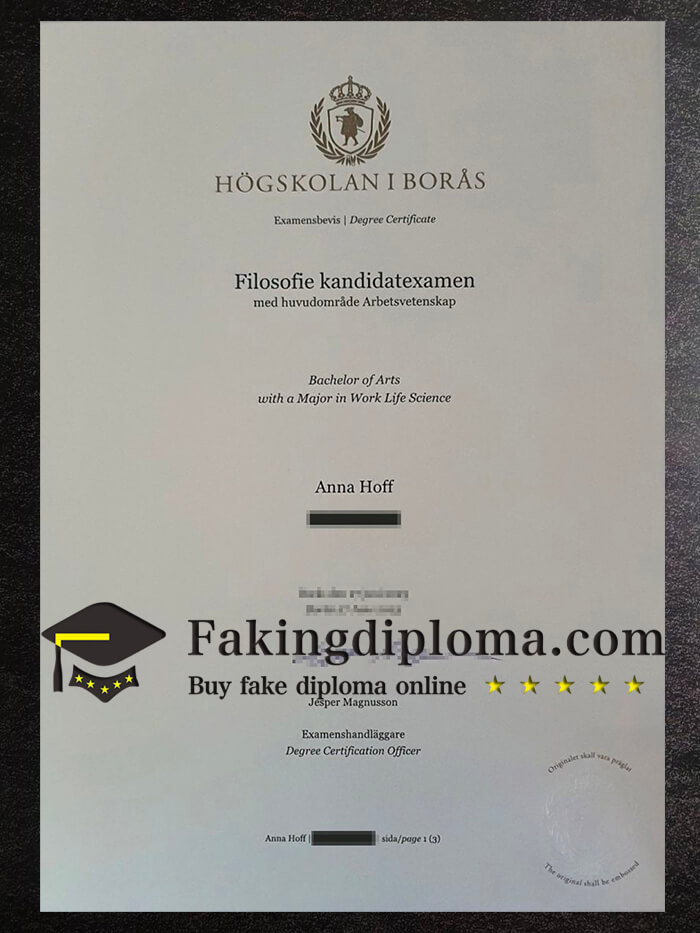 HÖGSKOLAN I BORÅS
Examensbevis | Degree Certificate
Filosofie kandidatexamen
med huvudområde Arbetsvetenskap
Bachelor of Arts
with a Major in Work Life Science
Anna Hoff
Fakingdiploma.com
Buy fake diploma online
Jesper Magnusson
Examenshandläggare
Degree Certification Officer
Originalet skall vara präglat
The original shall be embossed
Anna Hoff | | sida/page 1 (3)